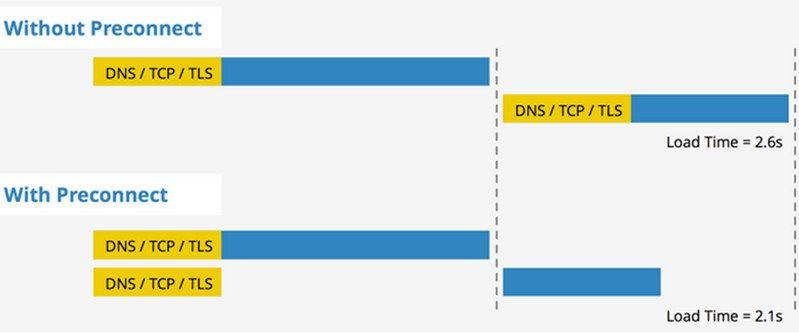 Without Preconnect
DNS / TCP / TLS
DNS / TCP / TLS
Load Time = 2.6s
With Preconnect
DNS / TCP / TLS
DNS / TCP / TLS
Load Time = 2.1s